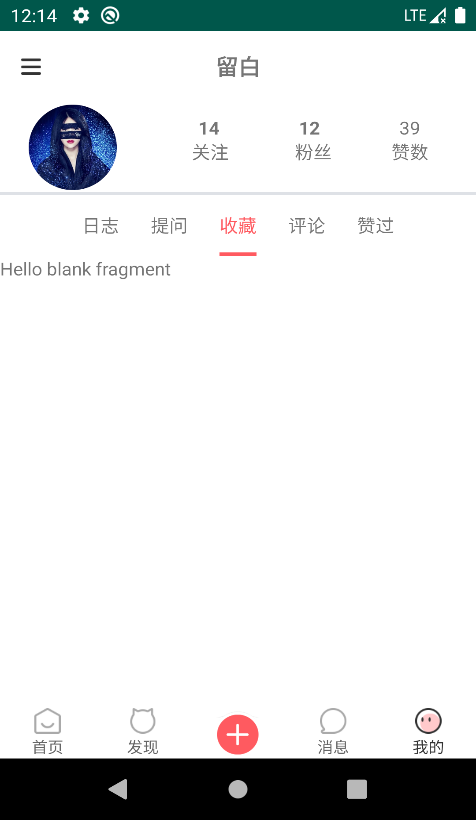 12:14 LTE
留白
14 12 39
关注 粉丝 赞数
日志 提问 收藏 评论 赞过
Hello blank fragment
首页 发现 消息 我的